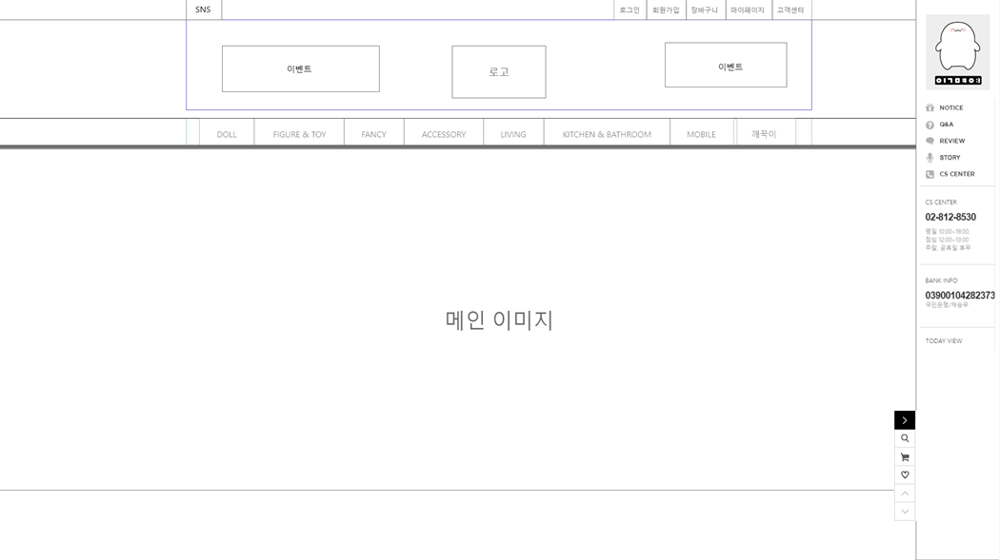 SNS
로그인
회원가입
장바구니
마이페이지
고객센터
이벤트
로고
이벤트
DOLL
FIGURE & TOY
FANCY
ACCESSORY
LIVING
KITCHEN & BATHROOM
MOBILE
깨꾹이
메인 이미지
NOTICE
Q&A
REVIEW
STORY
CS CENTER
CS CENTER
02-812-8530
평일 10:00~18:00,
점심 12:00~13:00
주말, 공휴일 휴무
BANK INFO
03900104282373
TODAY VIEW